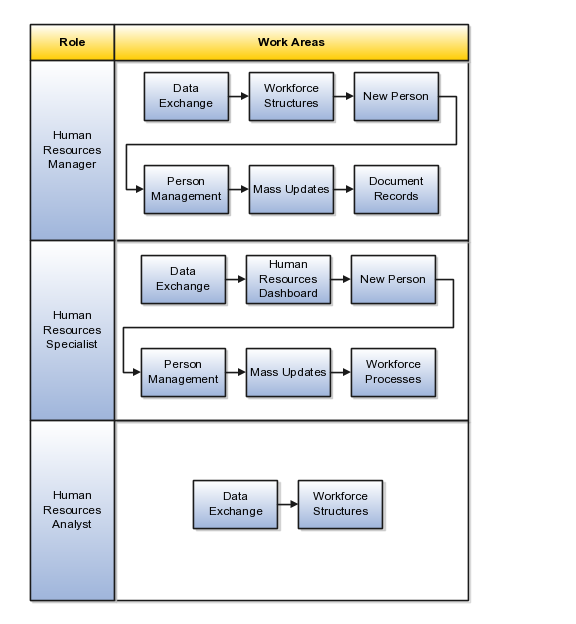 Role
Work Areas
Human
Resources
Manager
Data
Exchange
Workforce
Structures
New Person
Person
Management
Mass Updates
Document
Records
Human
Resources
Specialist
Data
Exchange
Human
Resources
Dashboard
New Person
Person
Management
Mass Updates
Workforce
Processes
Human
Resources
Analyst
Data
Exchange
Workforce
Structures